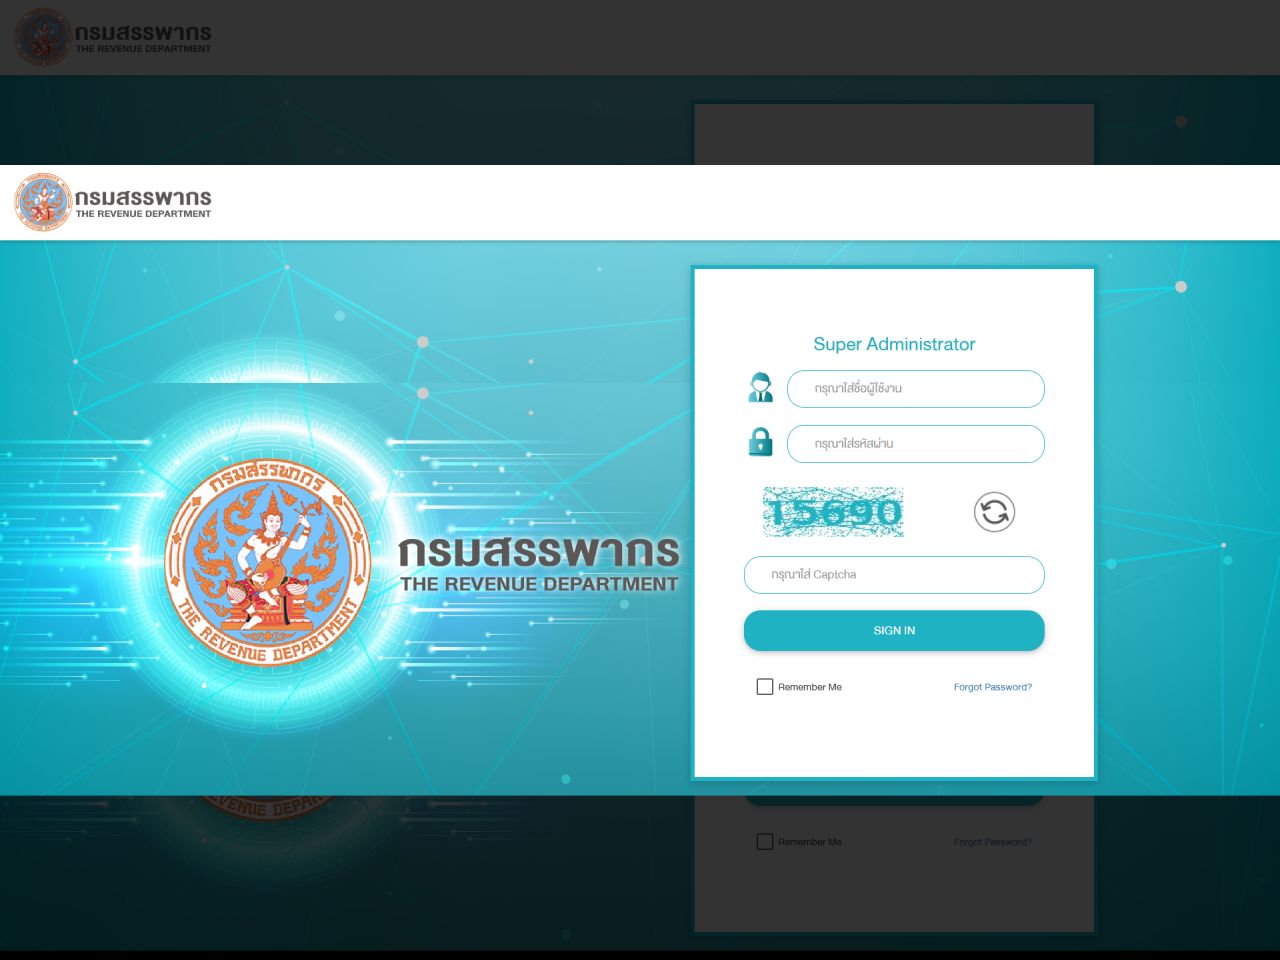 กรมสรรพากร
THE REVENUE DEPARTMENT
กรมสรรพากร
THE REVENUE DEPARTMENT
Super Administrator
กรุณาใส่ชื่อผู้ใช้งาน
กรุณาใส่รหัสผ่าน
กรมสรรพากร
THE REVENUE DEPARTMENT
15690
กรมสรรพากร
THE REVENUE DEPARTMENT
กรุณาใส่ Captcha
SIGN IN
Remember Me
Forgot Password?
Remember Me
Forgot Password?